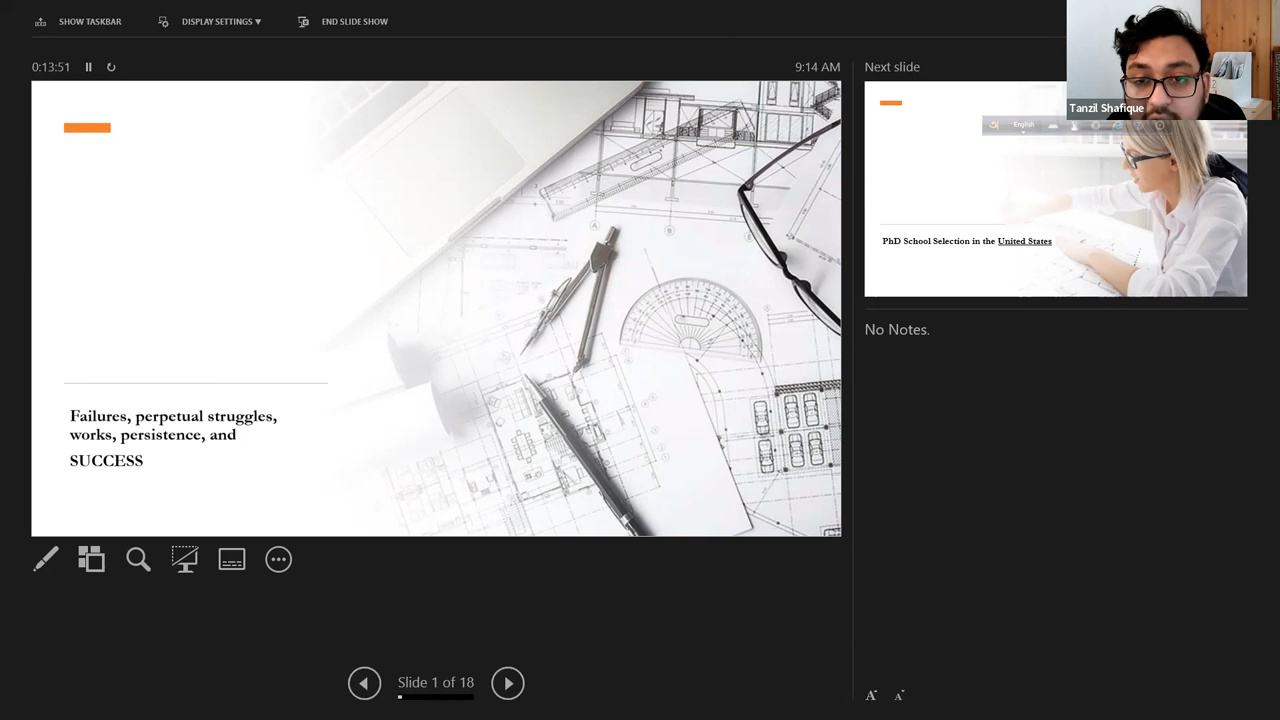 SHOW TASKBAR
DISPLAY SETTINGS ▼
END SLIDE SHOW
0:13:51
9:14 AM
Next slide
Tanzil Shafique
English
Failures, perpetual struggles,
works, persistence, and
SUCCESS
PhD School Selection in the United States
No Notes.
Slide 1 of 18
A
A